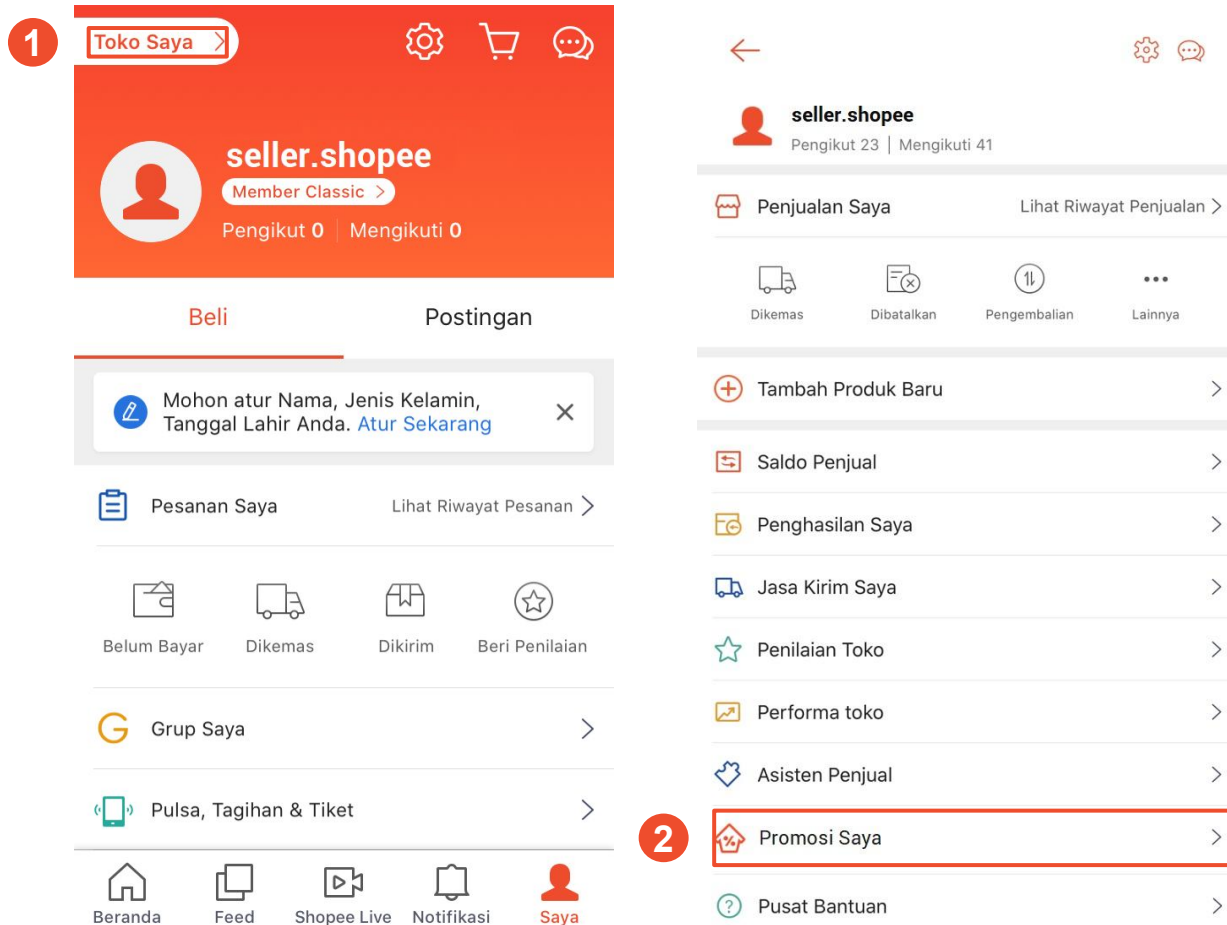 1
Toko Saya
seller.shopee
Member Classic
Pengikut 0 | Mengikuti 0
Beli
Postingan
Mohon atur Nama, Jenis Kelamin,
Tanggal Lahir Anda. Atur Sekarang
Pesanan Saya
Lihat Riwayat Pesanan
Belum Bayar
Dikemas
Dikirim
Beri Penilaian
G
Grup Saya
Pulsa, Tagihan & Tiket
Beranda
Feed
Shopee Live
Notifikasi
Saya
seller.shopee
Pengikut 23 | Mengikuti 41
Penjualan Saya
Lihat Riwayat Penjualan
Dikemas
Dibatalkan
Pengembalian
Lainnya
Tambah Produk Baru
Saldo Penjual
Penghasilan Saya
Jasa Kirim Saya
Penilaian Toko
Performa toko
Asisten Penjual
2
% Promosi Saya
? Pusat Bantuan